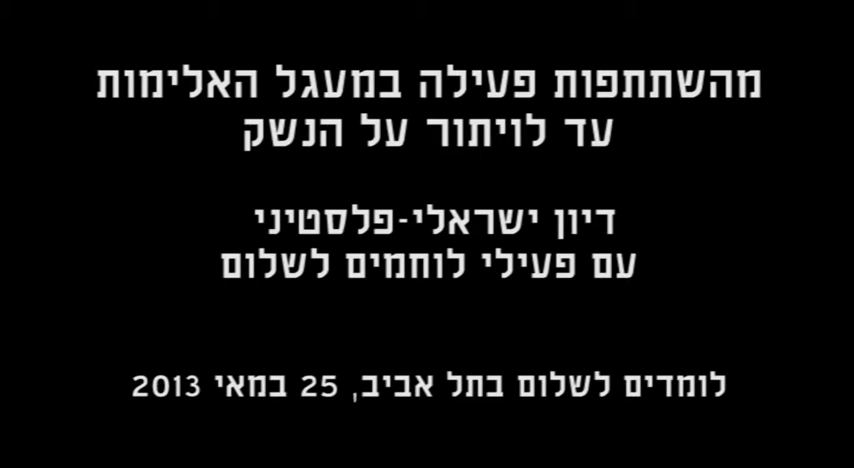 מהשתתפות פעילה במעגל האלימות
עד לויתור על הנשק
דיון ישראלי-פלסטיני
עם פעילי לוחמים לשלום
לומדים לשלום בתל אביב, 25 במאי 2013